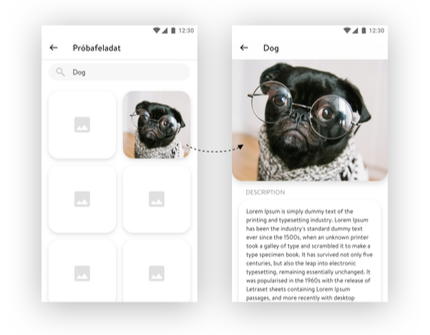 12:30
Próbafeladat
Dog
12:30
Dog
DESCRIPTION
Lorem Ipsum is simply dummy text of the
printing and typesetting industry. Lorem Ipsum
has been the industry's standard dummy text
ever since the 1500s, when an unknown printer
took a galley of type and scrambled it to make a
type specimen book. It has survived not only five
centuries, but also the leap into electronic
typesetting, remaining essentially unchanged. It
was popularised in the 1960s with the release of
Letraset sheets containing Lorem Ipsum
passages, and more recently with desktop